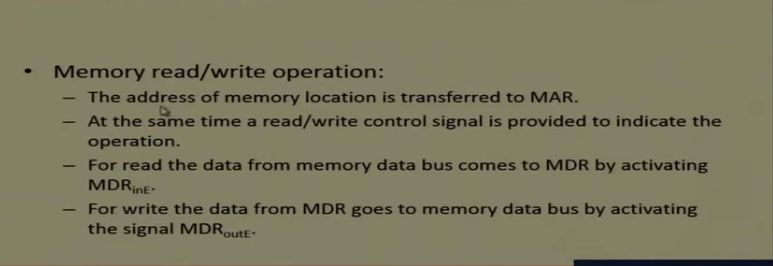 • Memory read/write operation:
– The address of memory location is transferred to MAR.
– At the same time a read/write control signal is provided to indicate the
operation.
– For read the data from memory data bus comes to MDR by activating
MDRinE.
– For write the data from MDR goes to memory data bus by activating
the signal MDRoutE.